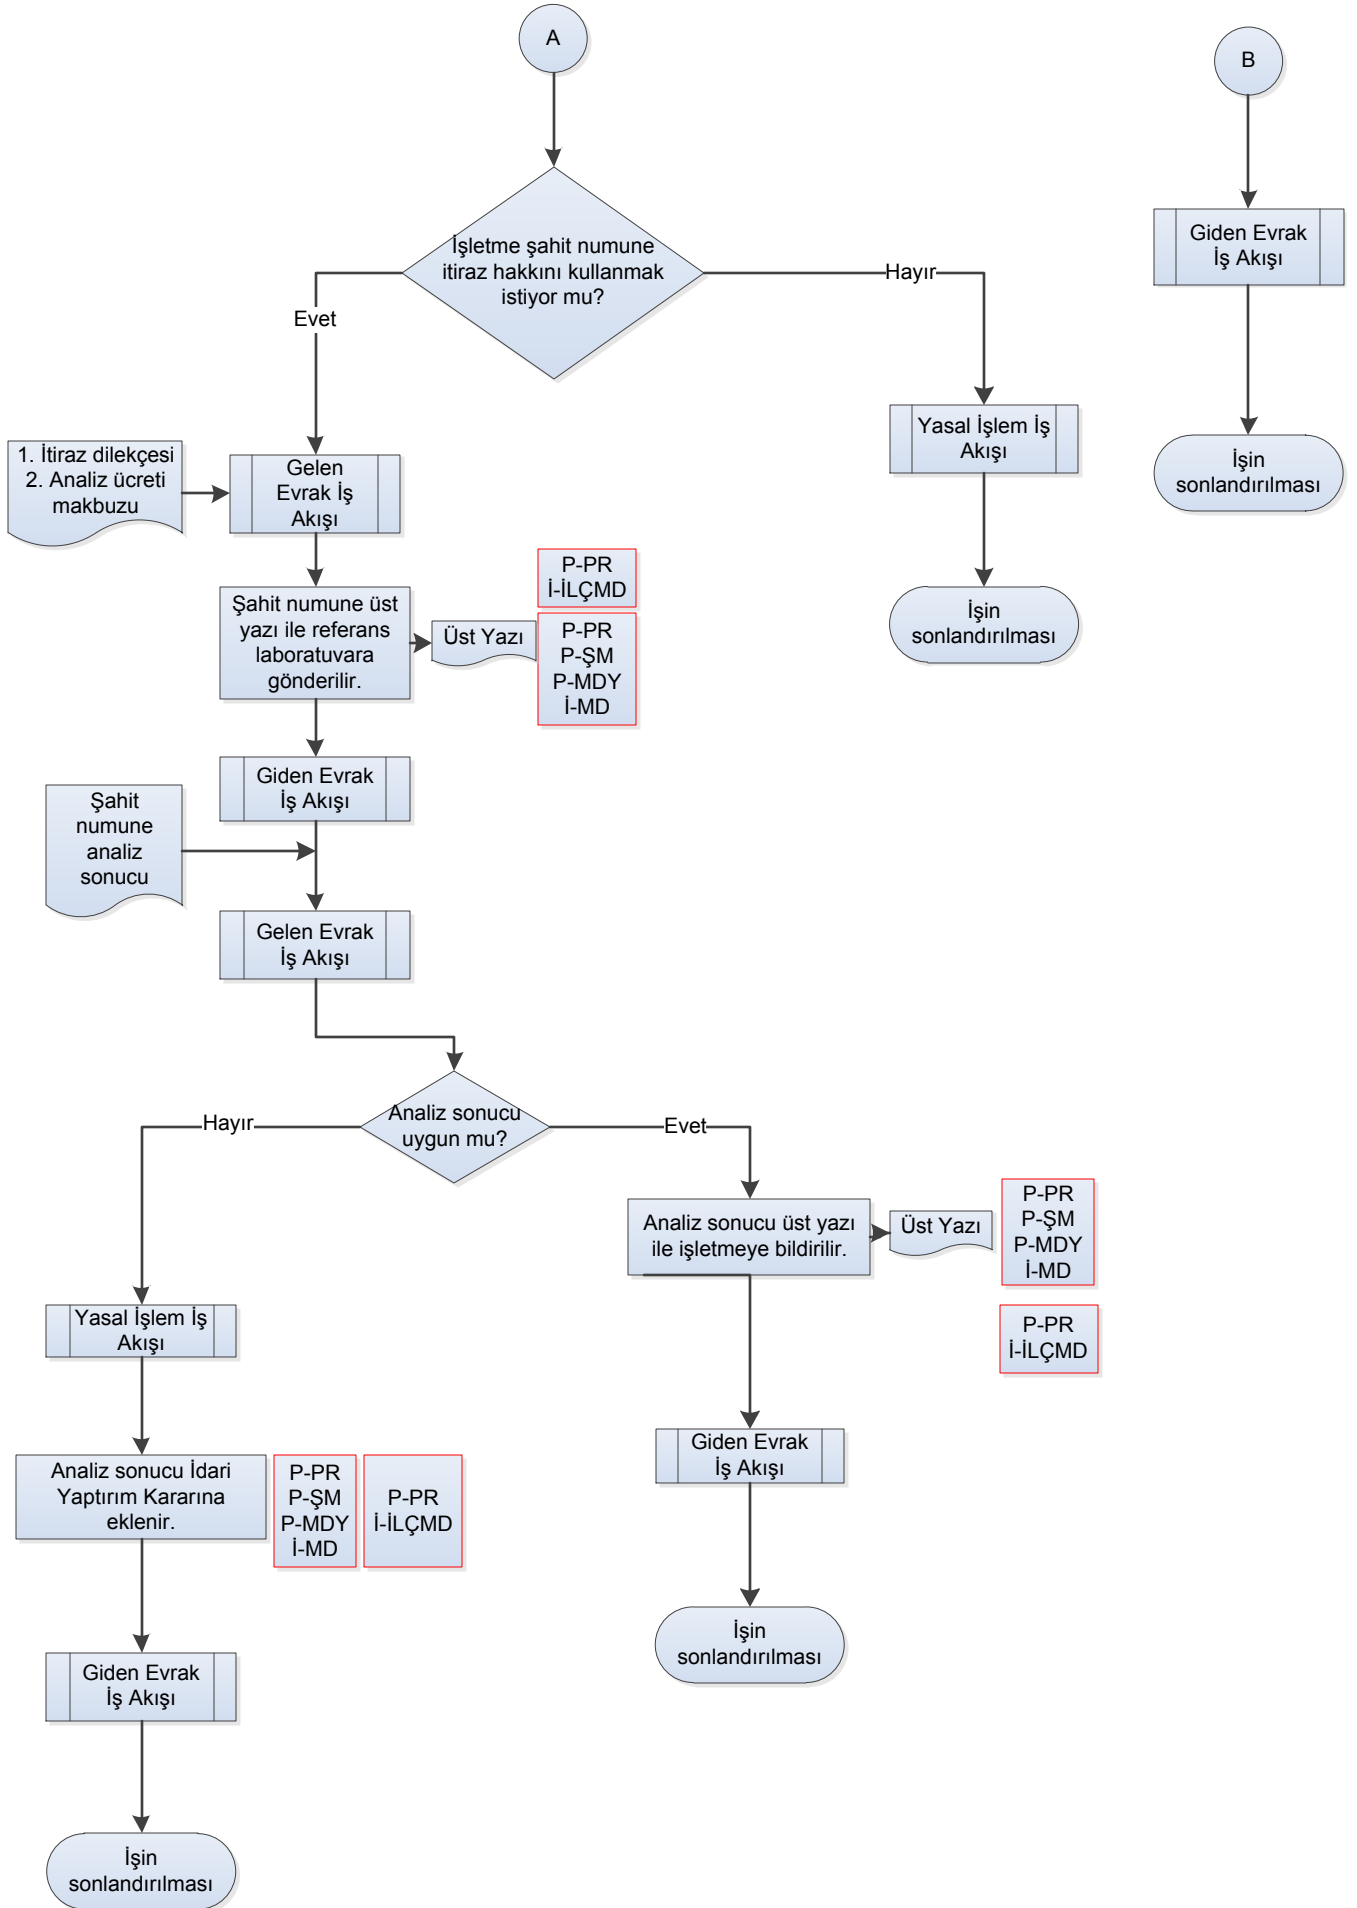 A
B
İşletme şahit numune
itiraz hakkını kullanmak
istiyor mu?
Evet
Hayır
Giden Evrak
İş Akışı
Yasal İşlem İş
Akışı
İşin
sonlandırılması
1. İtiraz dilekçesi
2. Analiz ücreti
makbuzu
Gelen
Evrak İş
Akışı
İşin
sonlandırılması
Şahit numune üst
yazı ile referans
laboratuvara
gönderilir.
Üst Yazı
P-PR
İ-İLÇMD
P-PR
P-ŞM
P-MDY
İ-MD
Giden Evrak
İş Akışı
Şahit
numune
analiz
sonucu
Gelen Evrak
İş Akışı
Analiz sonucu
uygun mu?
Hayır
Evet
Analiz sonucu üst yazı
ile işletmeye bildirilir.
Üst Yazı
P-PR
P-ŞM
P-MDY
İ-MD
P-PR
İ-İLÇMD
Yasal İşlem İş
Akışı
Giden Evrak
İş Akışı
Analiz sonucu İdari
Yaptırım Kararına
eklenir.
P-PR
P-ŞM
P-MDY
İ-MD
P-PR
İ-İLÇMD
İşin
sonlandırılması
Giden Evrak
İş Akışı
İşin
sonlandırılması